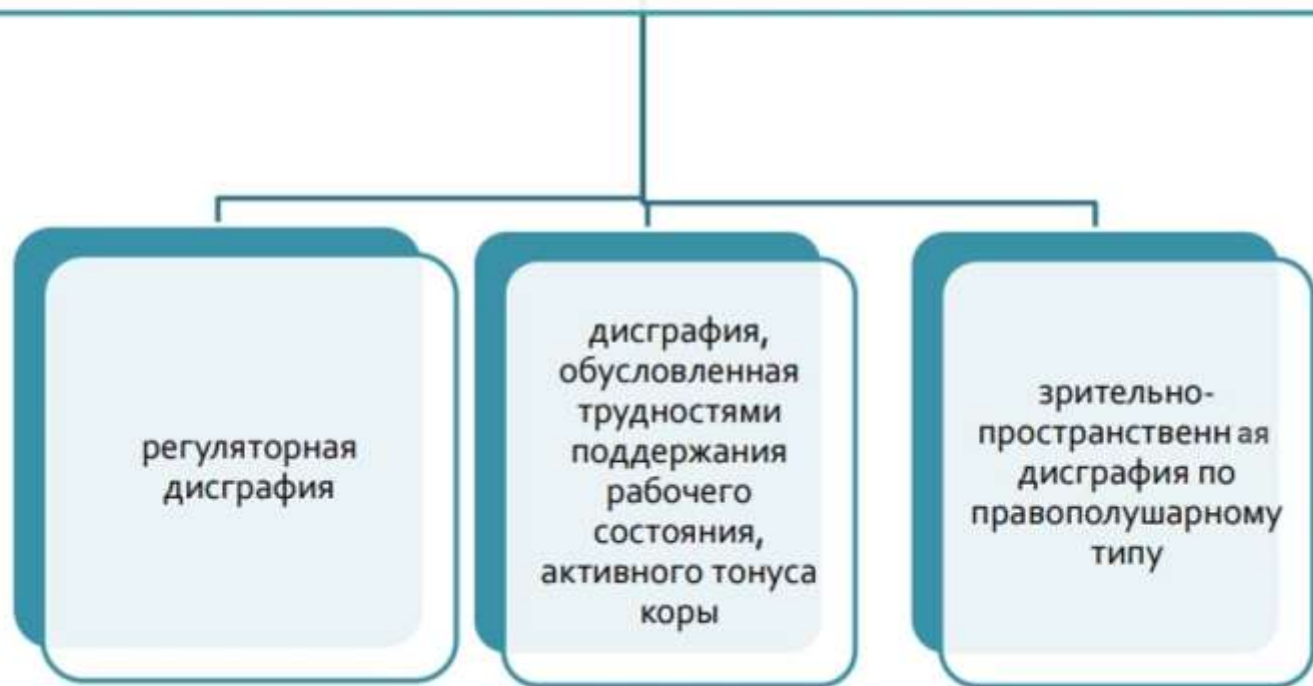 регуляторная
дисграфия
дисграфия,
обусловленная
трудностями
поддержания
рабочего
состояния,
активного тонуса
коры
зрительно-
пространственн ая
дисграфия по
правополушарному
типу